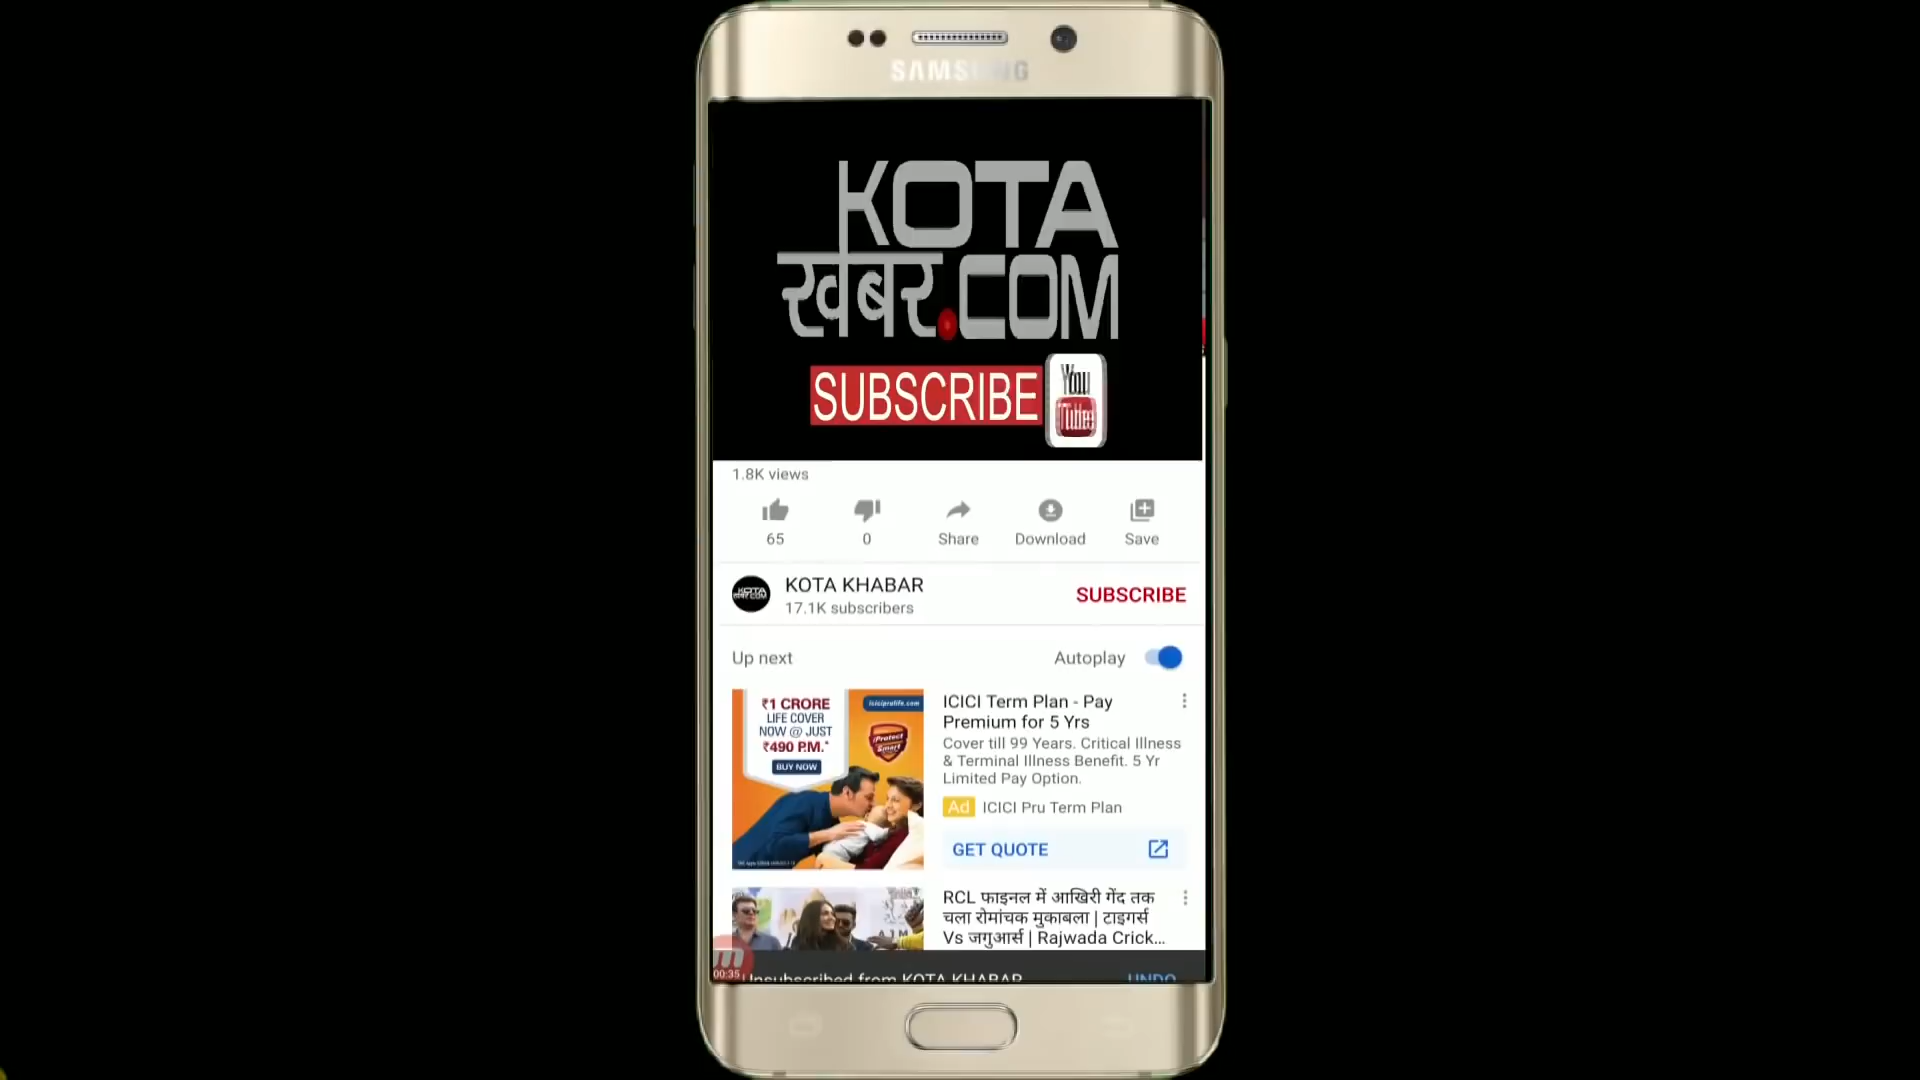 SAMSUNG
KOTA
खबर.COM
SUBSCRIBE
You
Tube
1.8K views
65
0
Share
Download
Save
KOTA KHABAR
17.1K subscribers
SUBSCRIBE
Up next
Autoplay
₹1 CRORE
LIFE COVER
NOW @ JUST
₹490 P.M.*
BUY NOW
iciciprulife.com
iProtect
Smart
ICICI Term Plan - Pay
Premium for 5 Yrs
Cover till 99 Years. Critical Illness
& Terminal Illness Benefit. 5 Yr
Limited Pay Option.
Ad ICICI Pru Term Plan
GET QUOTE
RCL फाइनल में आखिरी गेंद तक
चला रोमांचक मुकाबला | टाइगर्स
Vs जगुआर्स | Rajwada Crick...
00:35
Unsubscribed from KOTA KHABAR
UNDO